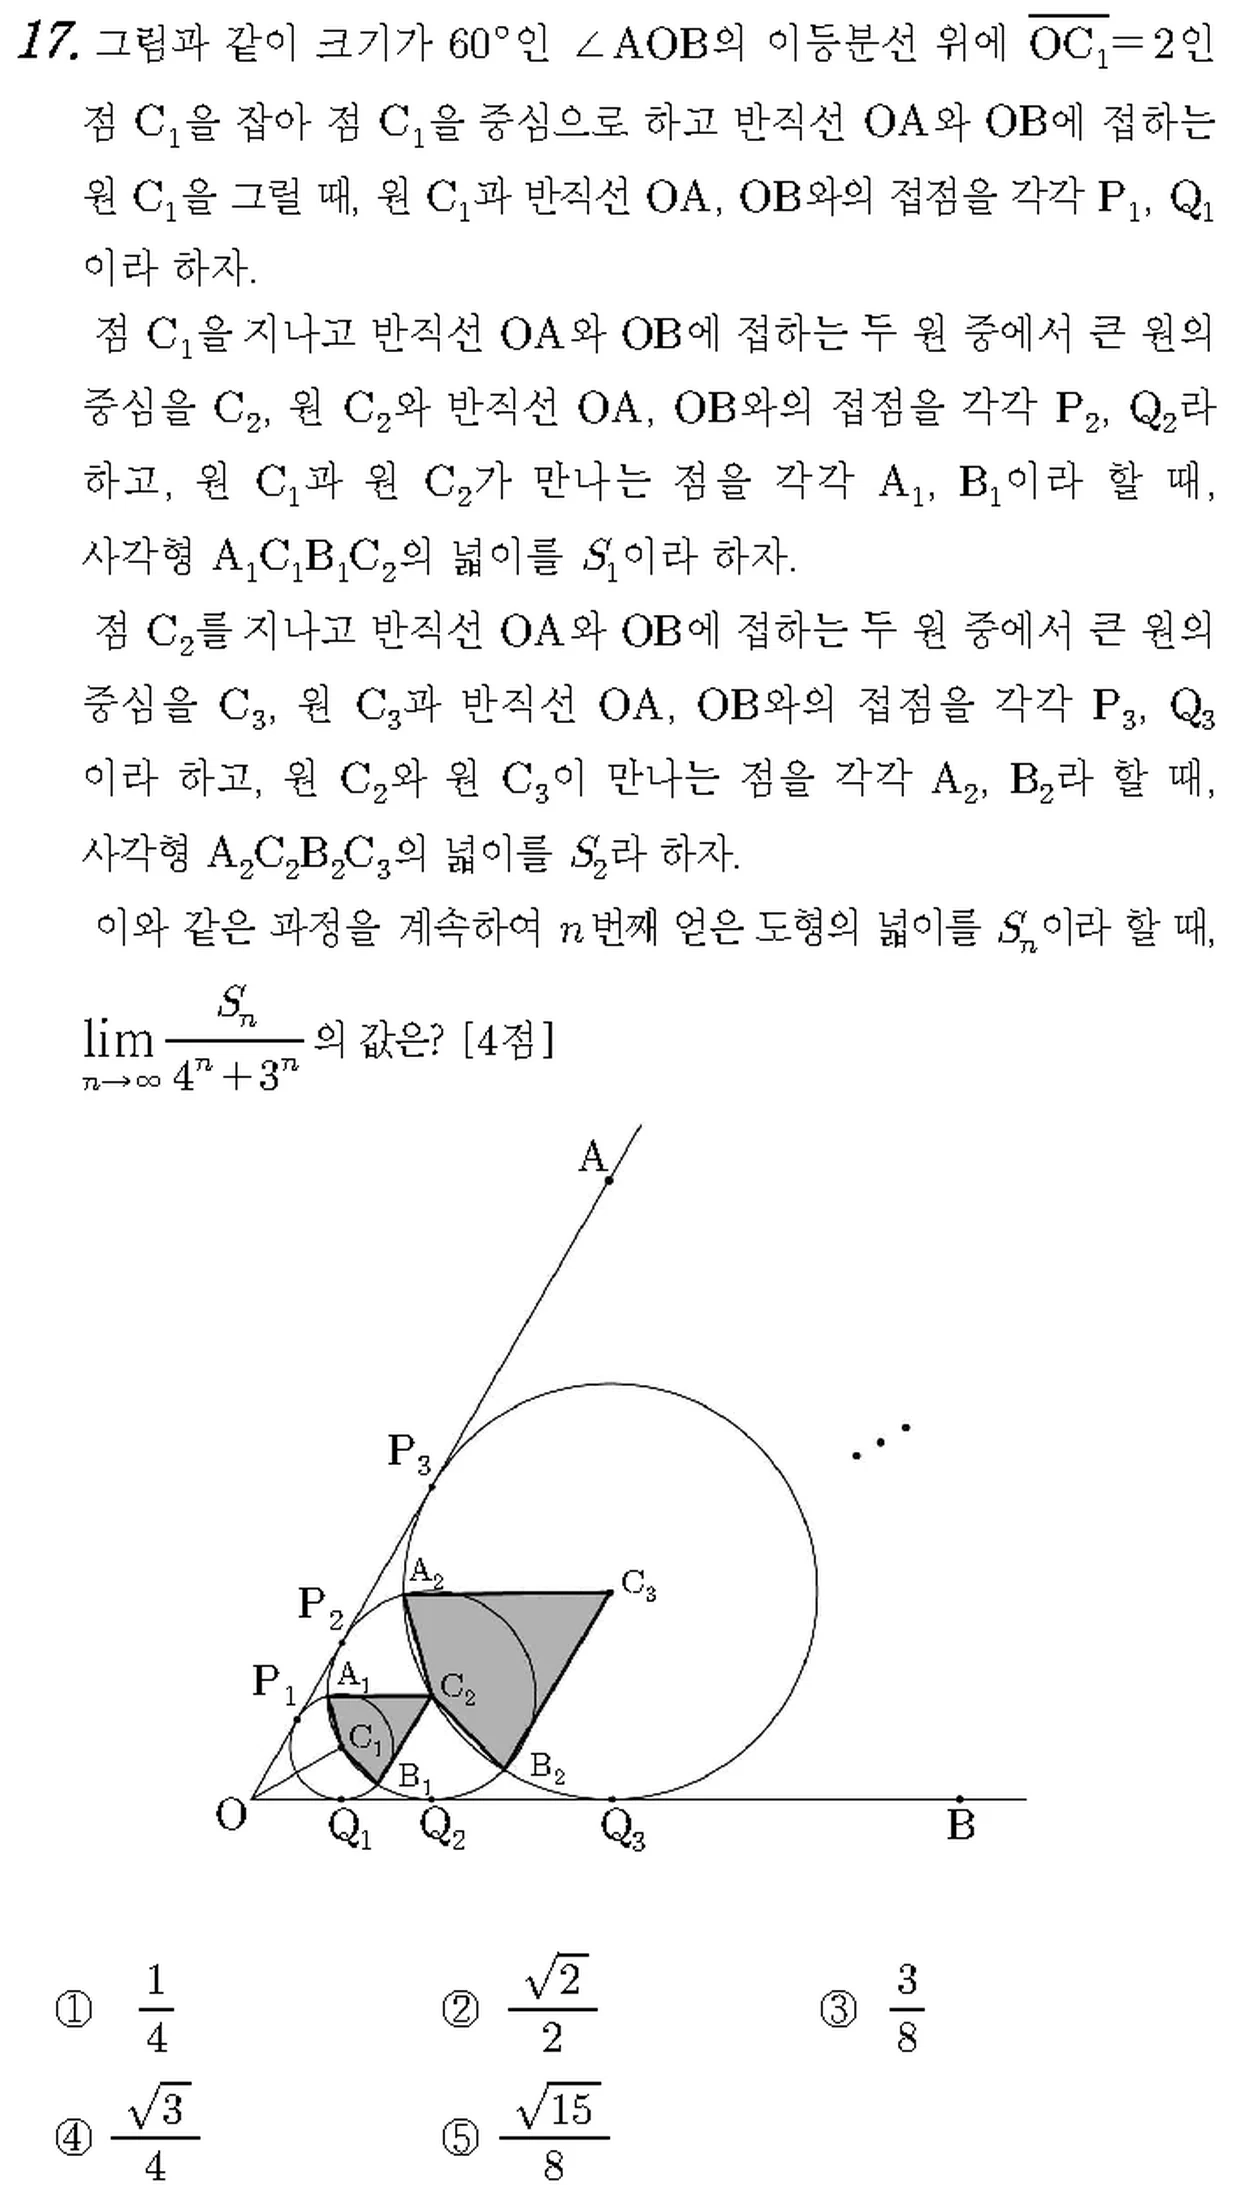 17. 그림과 같이 크기가 60°인 ∠AOB의 이등분선 위에 OC₁=2인
점 C₁을 잡아 점 C₁을 중심으로 하고 반직선 OA와 OB에 접하는
원 C₁을 그릴 때, 원 C₁과 반직선 OA, OB와의 접점을 각각 P₁, Q₁
이라 하자.
점 C₁을 지나고 반직선 OA와 OB에 접하는 두 원 중에서 큰 원의
중심을 C₂, 원 C₂와 반직선 OA, OB와의 접점을 각각 P₂, Q₂라
하고, 원 C₁과 원 C₂가 만나는 점을 각각 A₁, B₁이라 할 때,
사각형 A₁C₁B₁C₂의 넓이를 S₁이라 하자.
점 C₂를 지나고 반직선 OA와 OB에 접하는 두 원 중에서 큰 원의
중심을 C₃, 원 C₃과 반직선 OA, OB와의 접점을 각각 P₃, Q₃
이라 하고, 원 C₂와 원 C₃이 만나는 점을 각각 A₂, B₂라 할 때,
사각형 A₂C₂B₂C₃의 넓이를 S₂라 하자.
이와 같은 과정을 계속하여 n번째 얻은 도형의 넓이를 Sₙ이라 할 때,
lim n→∞ Sₙ/(4ⁿ+3ⁿ) 의 값은? [4점]
A
P₃
A₂ C₃
P₂
P₁ A₁ C₂
C₁
B₁ B₂
O Q₁ Q₂ Q₃ B
① 1/4 ② √2/2 ③ 3/8
④ √3/4 ⑤ √15/8